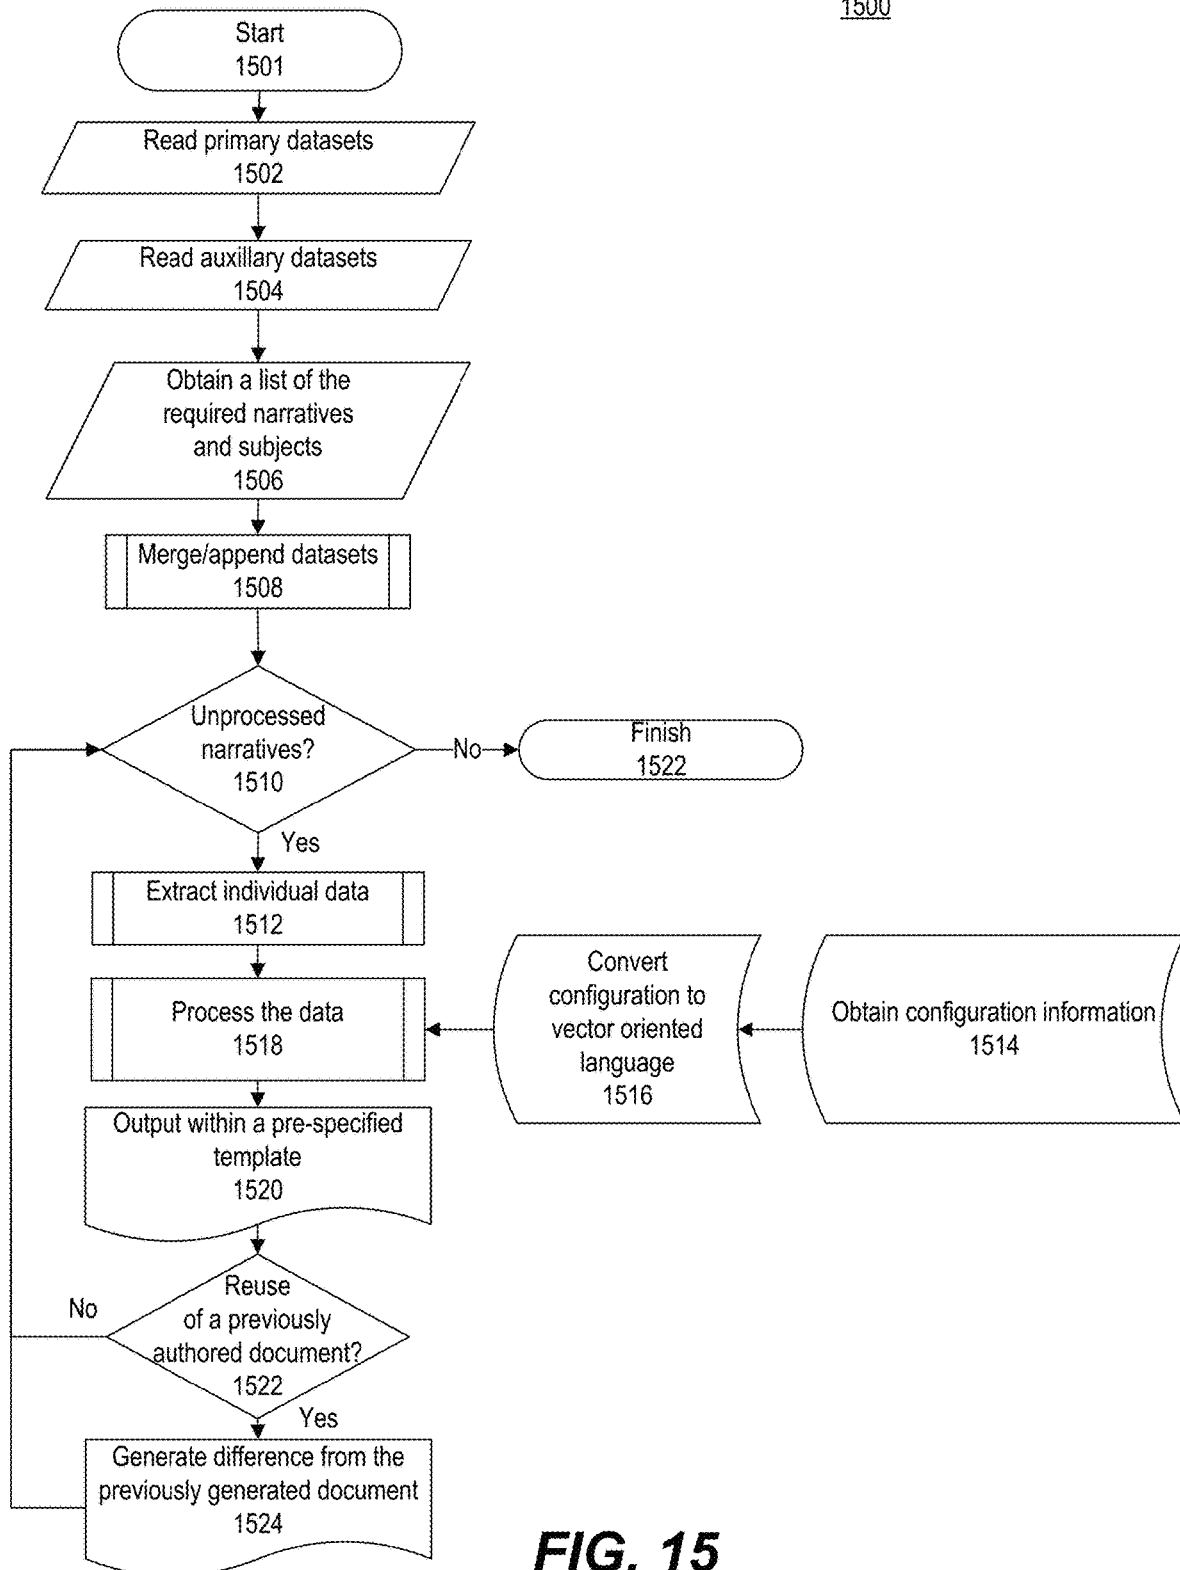 1500
Start
1501
Read primary datasets
1502
Read auxillary datasets
1504
Obtain a list of the
required narratives
and subjects
1506
Merge/append datasets
1508
Unprocessed
narratives?
1510
No
Finish
1522
Yes
Extract individual data
1512
Process the data
1518
Convert
configuration to
vector oriented
language
1516
Obtain configuration information
1514
Output within a pre-specified
template
1520
Reuse
of a previously
authored document?
1522
No
Yes
Generate difference from the
previously generated document
1524
FIG. 15